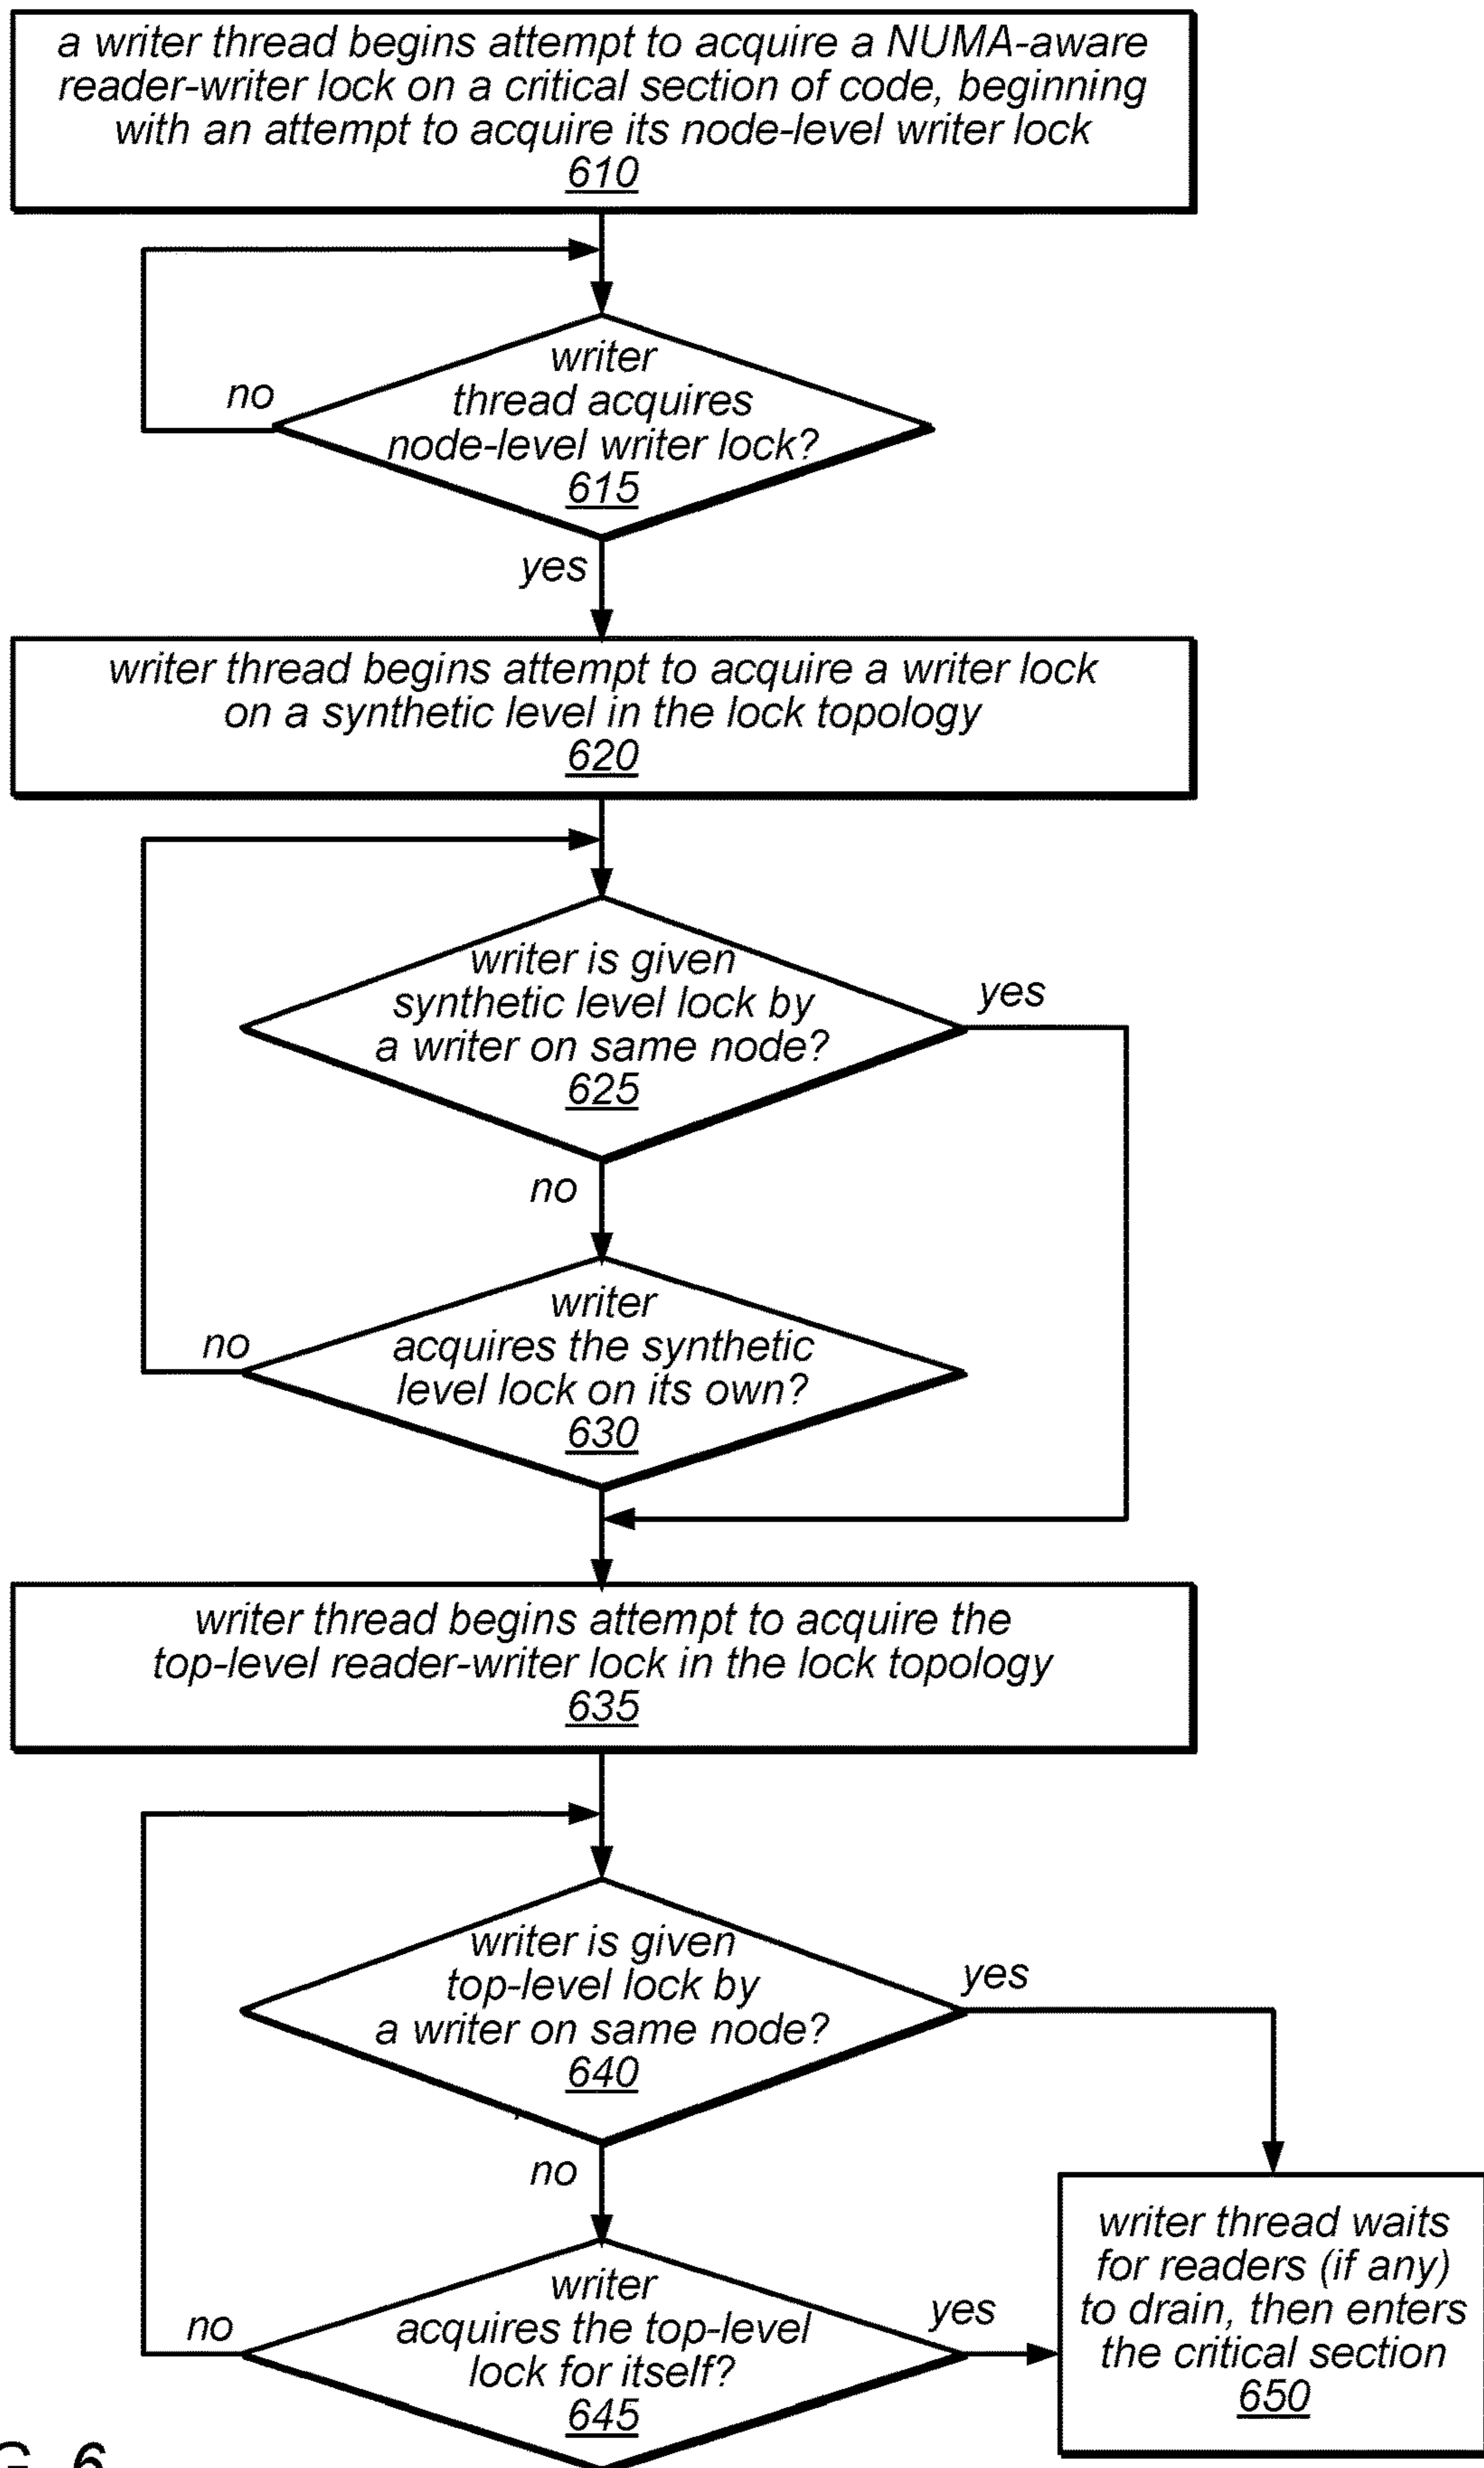 a writer thread begins attempt to acquire a NUMA-aware
reader-writer lock on a critical section of code, beginning
with an attempt to acquire its node-level writer lock
610
writer
thread acquires
node-level writer lock?
615
no
yes
writer thread begins attempt to acquire a writer lock
on a synthetic level in the lock topology
620
writer is given
synthetic level lock by
a writer on same node?
625
yes
no
writer
acquires the synthetic
level lock on its own?
630
no
writer thread begins attempt to acquire the
top-level reader-writer lock in the lock topology
635
writer is given
top-level lock by
a writer on same node?
640
yes
no
writer
acquires the top-level
lock for itself?
645
no
yes
writer thread waits
for readers (if any)
to drain, then enters
the critical section
650
6